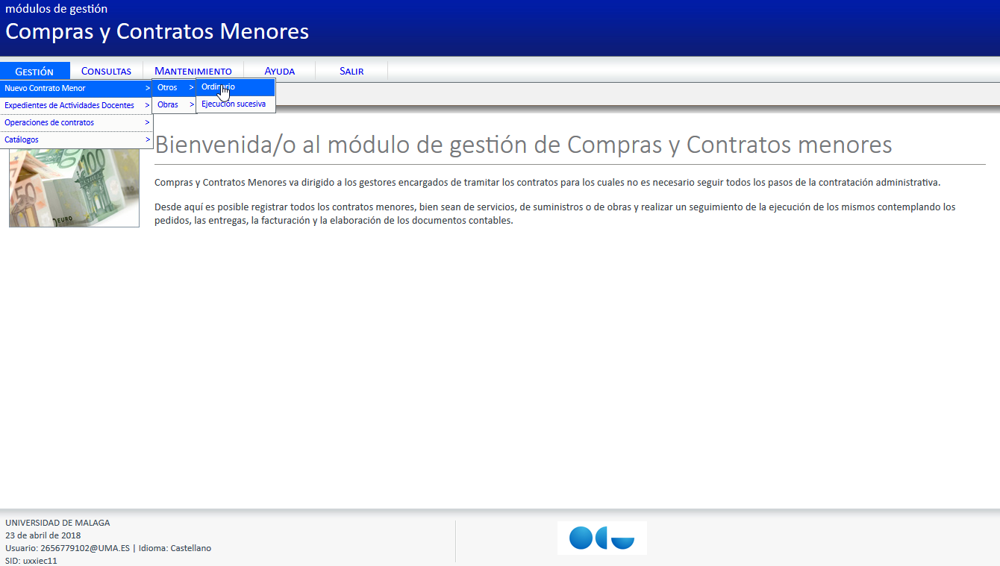 módulos de gestión
Compras y Contratos Menores
GESTIÓN CONSULTAS MANTENIMIENTO AYUDA SALIR
Nuevo Contrato Menor > Otros > Ordinario
Expedientes de Actividades Docentes > Obras > Ejecución sucesiva
Operaciones de contratos >
Catálogos >
Bienvenida/o al módulo de gestión de Compras y Contratos menores
Compras y Contratos Menores va dirigido a los gestores encargados de tramitar los contratos para los cuales no es necesario seguir todos los pasos de la contratación administrativa.
Desde aquí es posible registrar todos los contratos menores, bien sean de servicios, de suministros o de obras y realizar un seguimiento de la ejecución de los mismos contemplando los
pedidos, las entregas, la facturación y la elaboración de los documentos contables.
100
50
EURO
UNIVERSIDAD DE MALAGA
23 de abril de 2018
Usuario: 2656779102@UMA.ES | Idioma: Castellano
SID: uxxiec11